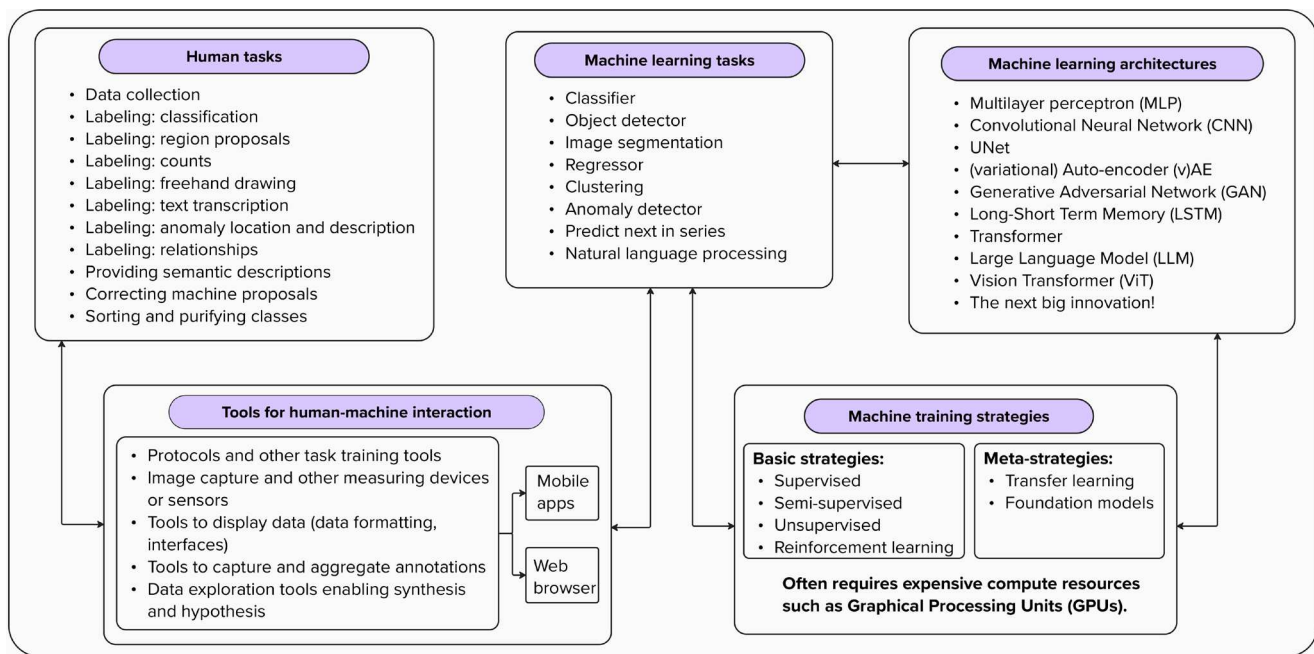 Human tasks
• Data collection
• Labeling: classification
• Labeling: region proposals
• Labeling: counts
• Labeling: freehand drawing
• Labeling: text transcription
• Labeling: anomaly location and description
• Labeling: relationships
• Providing semantic descriptions
• Correcting machine proposals
• Sorting and purifying classes
Machine learning tasks
• Classifier
• Object detector
• Image segmentation
• Regressor
• Clustering
• Anomaly detector
• Predict next in series
• Natural language processing
Machine learning architectures
• Multilayer perceptron (MLP)
• Convolutional Neural Network (CNN)
• UNet
• (variational) Auto-encoder (v)AE
• Generative Adversarial Network (GAN)
• Long-Short Term Memory (LSTM)
• Transformer
• Large Language Model (LLM)
• Vision Transformer (ViT)
• The next big innovation!
Tools for human-machine interaction
• Protocols and other task training tools
• Image capture and other measuring devices
or sensors
• Tools to display data (data formatting,
interfaces)
• Tools to capture and aggregate annotations
• Data exploration tools enabling synthesis
and hypothesis
Mobile
apps
Web
browser
Machine training strategies
Basic strategies:
• Supervised
• Semi-supervised
• Unsupervised
• Reinforcement learning
Meta-strategies:
• Transfer learning
• Foundation models
Often requires expensive compute resources
such as Graphical Processing Units (GPUs).